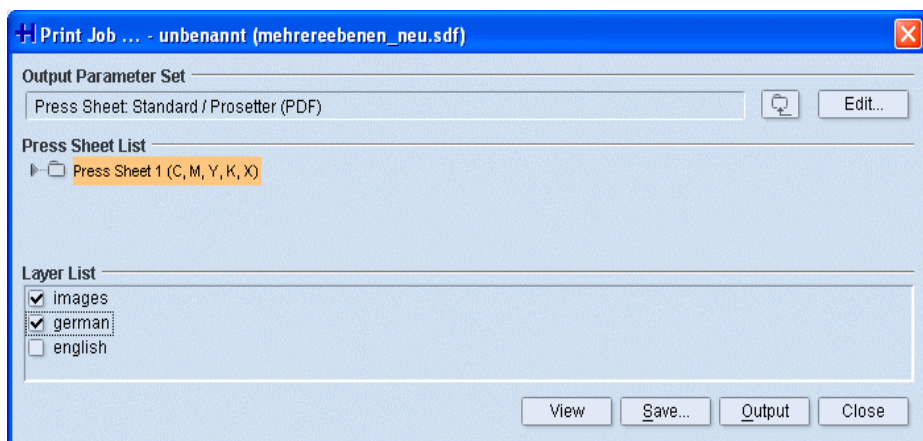 Print Job ... - unbenannt (mehrereebenen_neu.sdf)
Output Parameter Set
Press Sheet: Standard / Prosetter (PDF)
Edit...
Press Sheet List
Press Sheet 1 (C, M, Y, K, X)
Layer List
images
german
english
View Save... Output Close